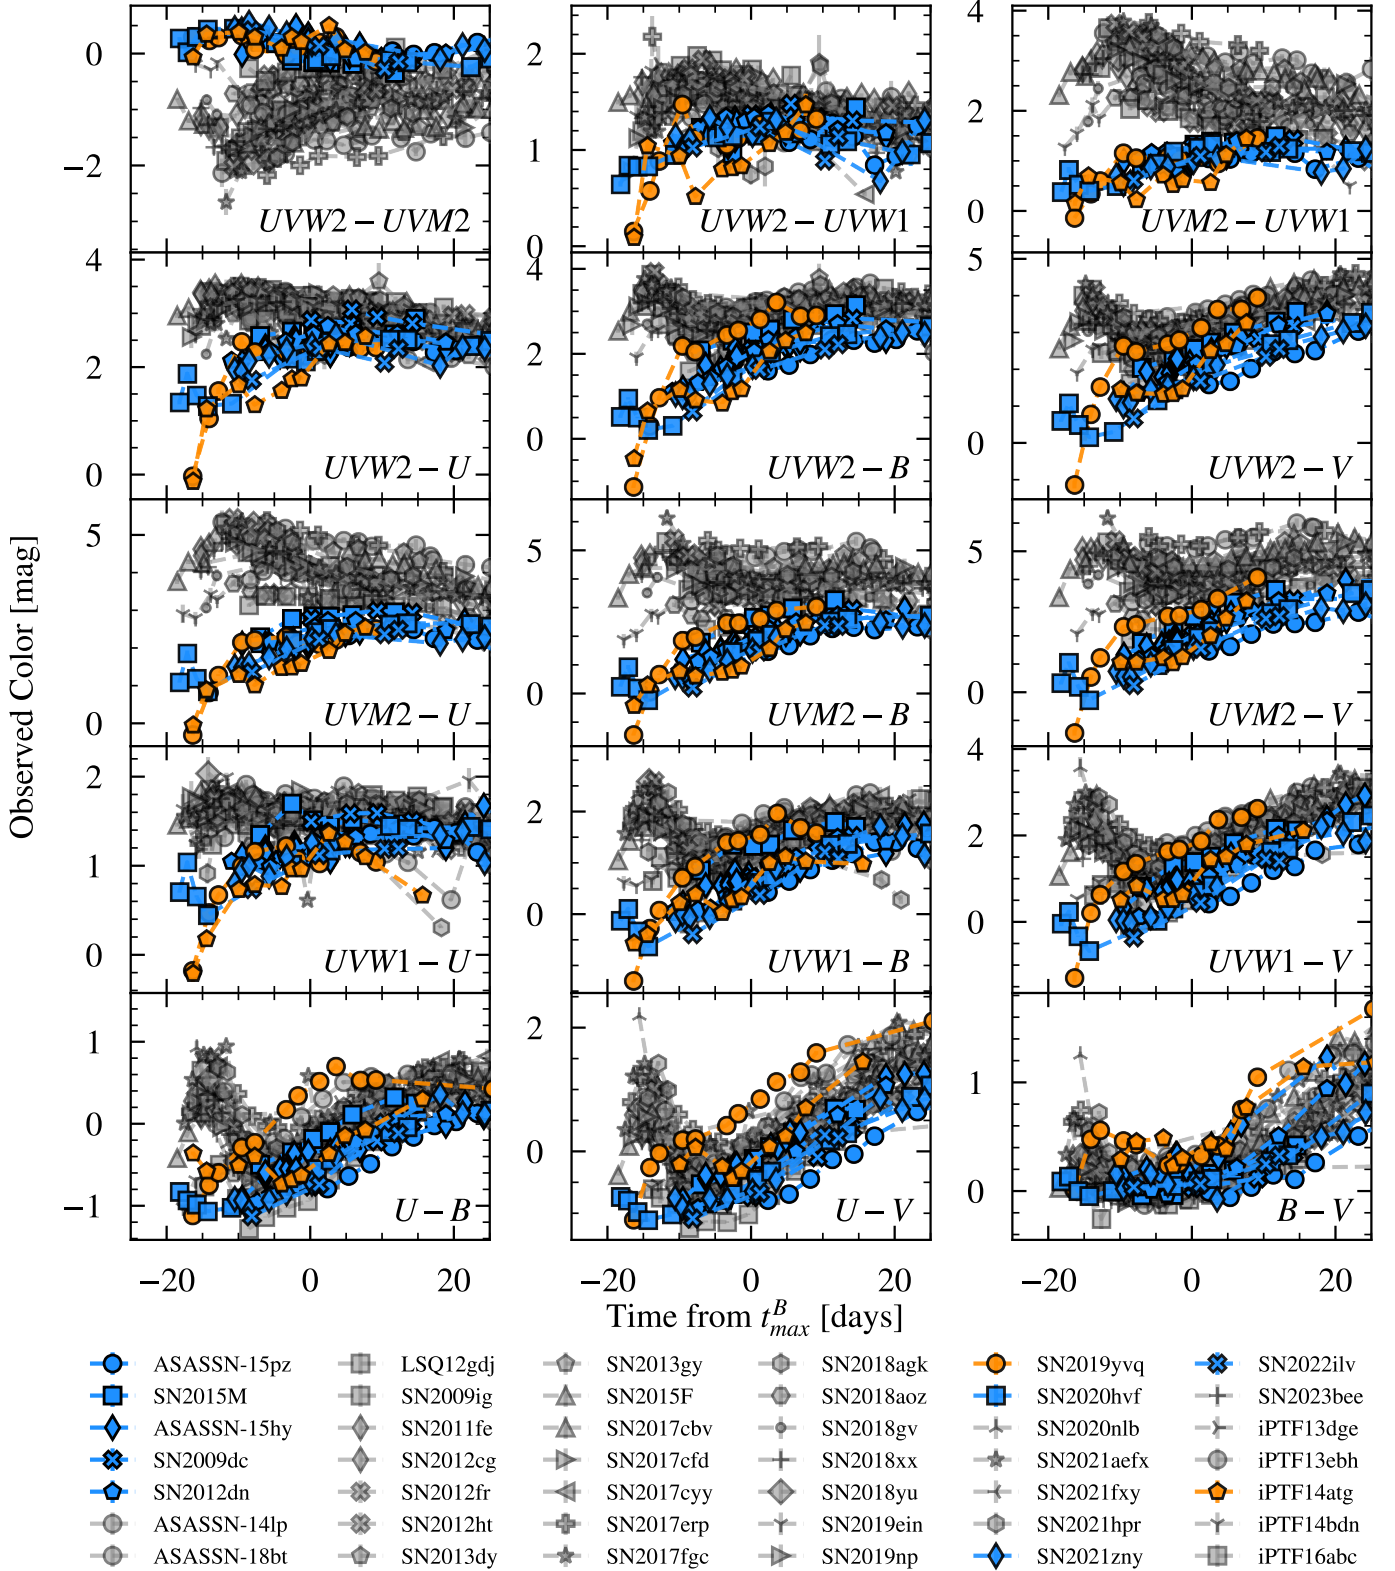 0
−2
UVW2−UVM2
2
1
0
UVW2−UVW1
4
2
0
UVM2−UVW1
4
2
0
UVW2−U
4
2
0
UVW2−B
5
0
UVW2−V
5
0
UVM2−U
5
0
UVM2−B
5
0
UVM2−V
2
1
0
UVW1−U
2
0
UVW1−B
4
2
0
UVW1−V
1
0
−1
U−B
2
0
U−V
1
0
B−V
Observed Color [mag]
−20 0 20
−20 0 20
−20 0 20
Time from t_max^B [days]
ASASSN-15pz
SN2015M
ASASSN-15hy
SN2009dc
SN2012dn
ASASSN-14lp
ASASSN-18bt
LSQ12gdj
SN2009ig
SN2011fe
SN2012cg
SN2012fr
SN2012ht
SN2013dy
SN2013gy
SN2015F
SN2017cbv
SN2017cfd
SN2017cyy
SN2017erp
SN2017fgc
SN2018agk
SN2018aoz
SN2018gv
SN2018xx
SN2018yu
SN2019ein
SN2019np
SN2019yvq
SN2020hvf
SN2020nlb
SN2021aefx
SN2021fxy
SN2021hpr
SN2021zny
SN2022ilv
SN2023bee
iPTF13dge
iPTF13ebh
iPTF14atg
iPTF14bdn
iPTF16abc